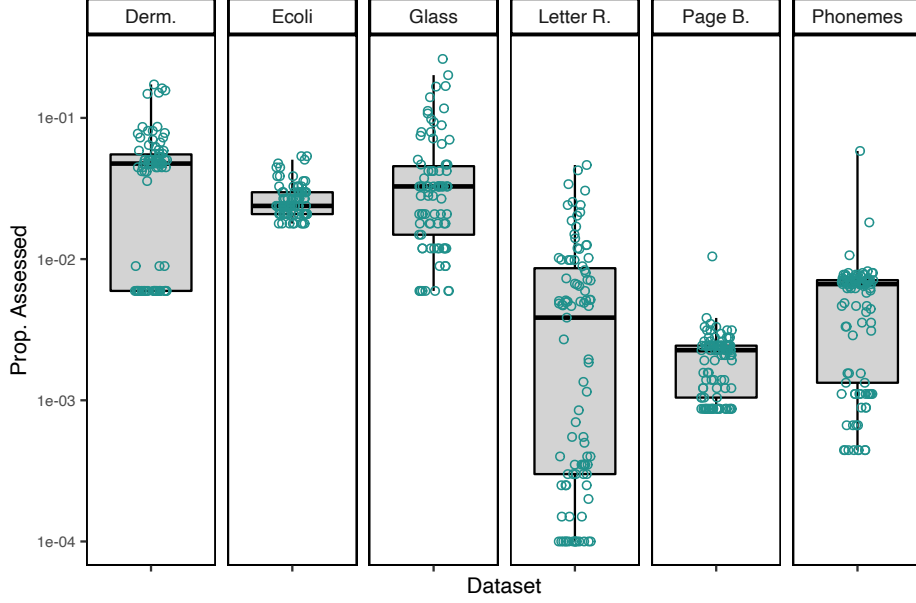 Derm.
Ecoli
Glass
Letter R.
Page B.
Phonemes
Prop. Assessed
1e-01
1e-02
1e-03
1e-04
Dataset